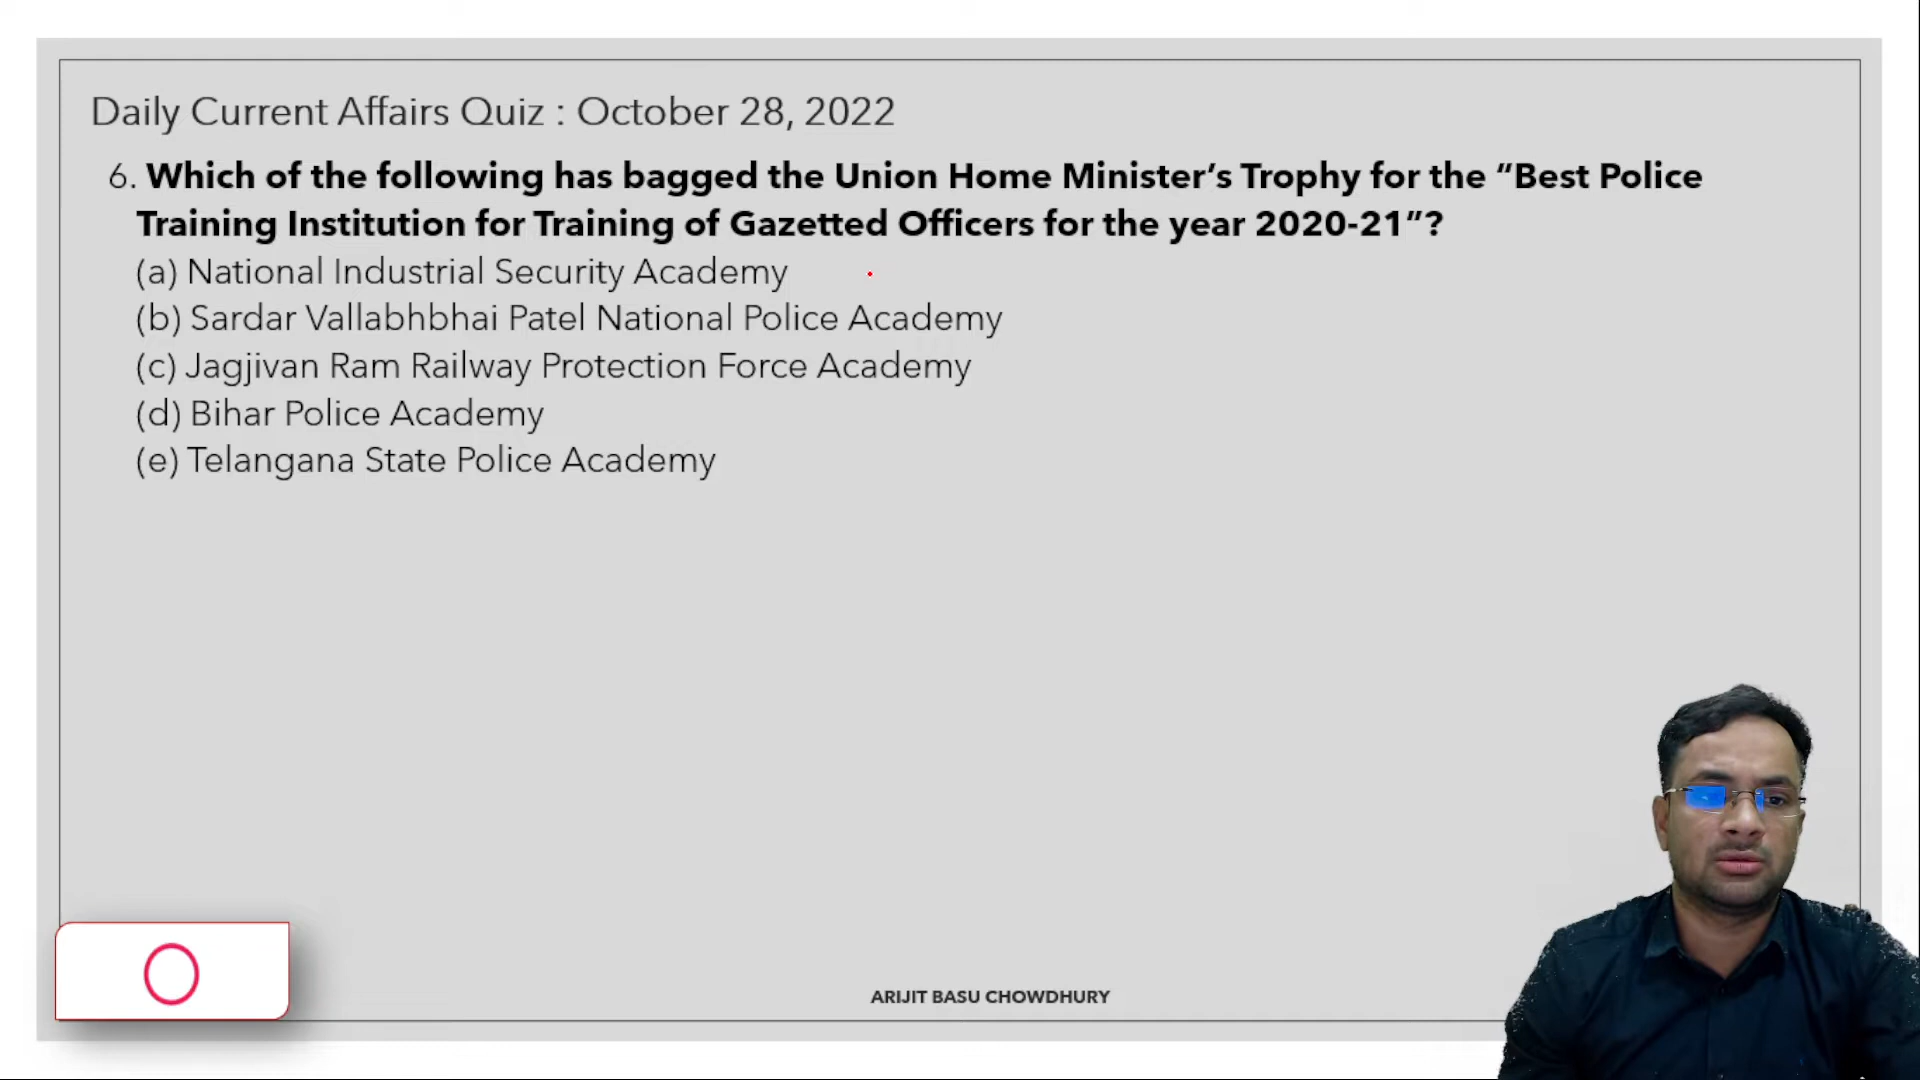 Daily Current Affairs Quiz : October 28, 2022
6. Which of the following has bagged the Union Home Minister’s Trophy for the “Best Police
Training Institution for Training of Gazetted Officers for the year 2020-21”?
(a) National Industrial Security Academy
(b) Sardar Vallabhbhai Patel National Police Academy
(c) Jagjivan Ram Railway Protection Force Academy
(d) Bihar Police Academy
(e) Telangana State Police Academy
0
ARIJIT BASU CHOWDHURY